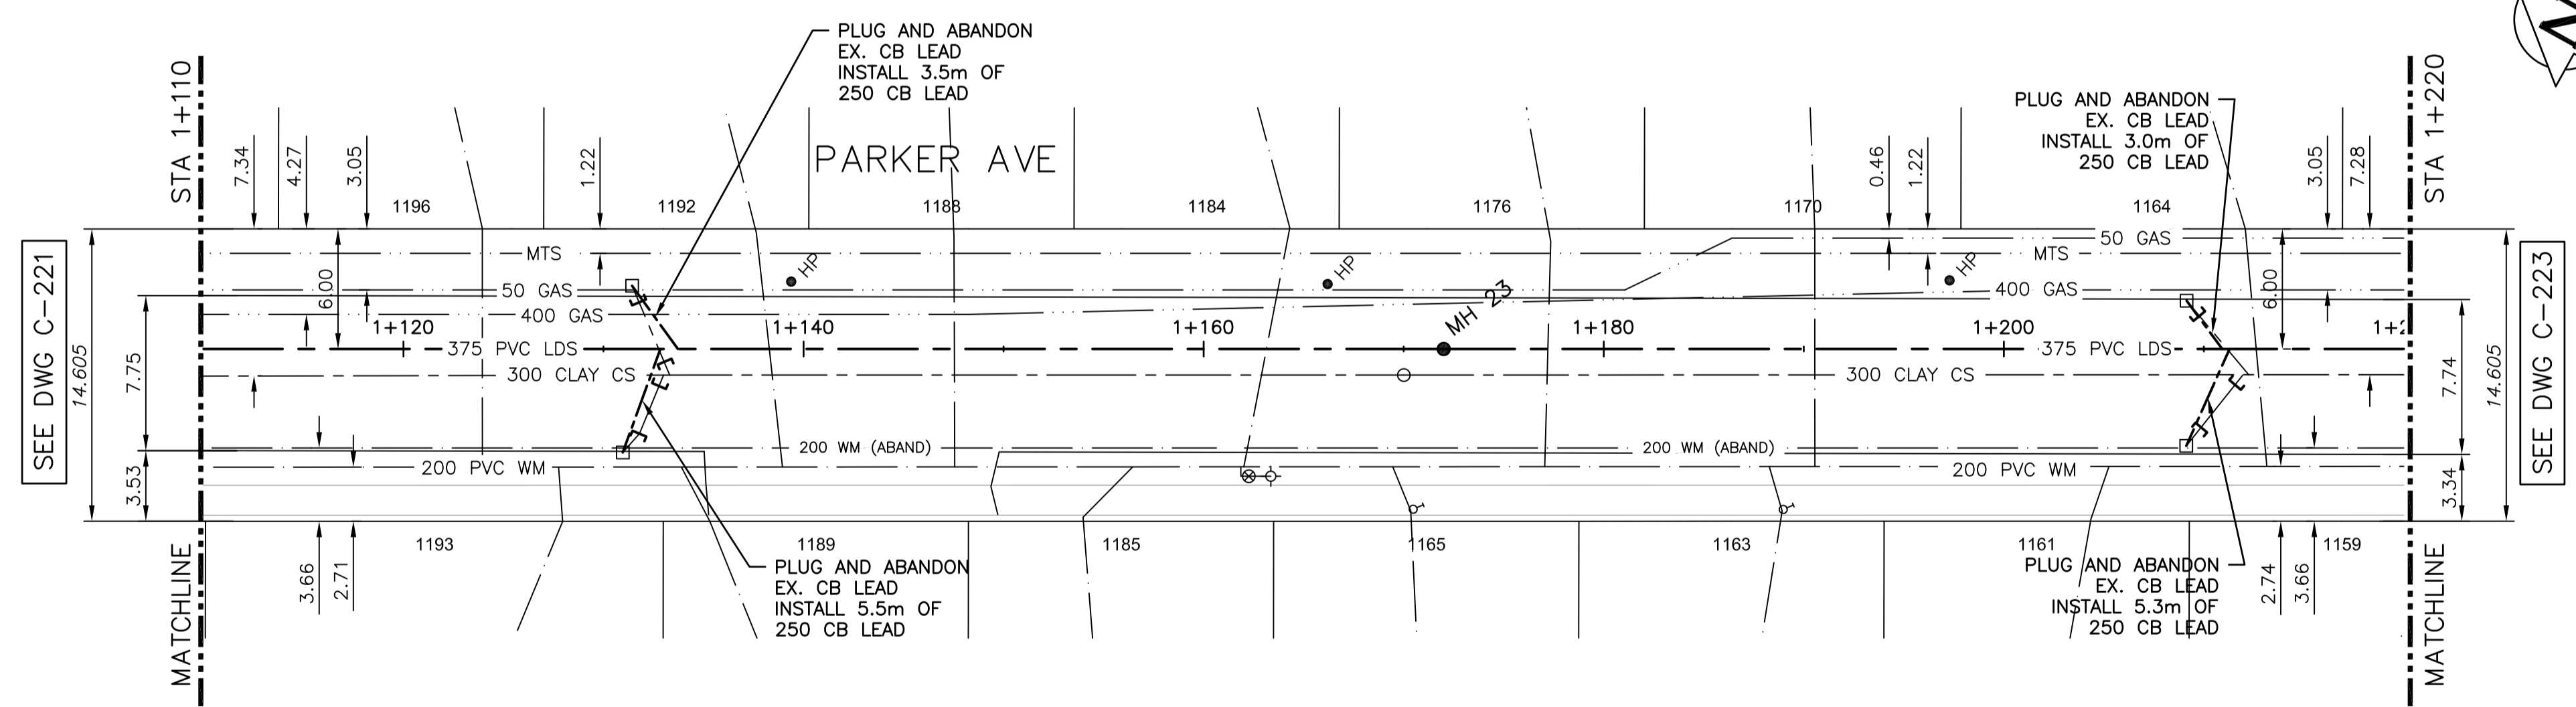 PLUG AND ABANDON
EX. CB LEAD
INSTALL 3.5m OF
250 CB LEAD
STA 1+110
STA 1+220
PLUG AND ABANDON
EX. CB LEAD
INSTALL 3.0m OF
250 CB LEAD
7.34
4.27
3.05
1.22
PARKER AVE
0.46
1.22
3.05
7.28
1196
1192
1188
1184
1176
1170
1164
MTS
50 GAS
400 GAS
HP
HP
HP
50 GAS
MTS
400 GAS
6.00
6.00
SEE DWG C-221
14.605
7.75
3.53
1+120
1+140
1+160
MH 23
1+180
1+200
375 PVC LDS
375 PVC LDS
300 CLAY CS
300 CLAY CS
200 WM (ABAND)
200 WM (ABAND)
200 PVC WM
200 PVC WM
7.74
3.34
14.605
SEE DWG C-223
1193
1189
1185
1165
1163
1161
1159
3.66
2.71
2.74
3.66
PLUG AND ABANDON
EX. CB LEAD
INSTALL 5.5m OF
250 CB LEAD
PLUG AND ABANDON
EX. CB LEAD
INSTALL 5.3m OF
250 CB LEAD
MATCHLINE
MATCHLINE